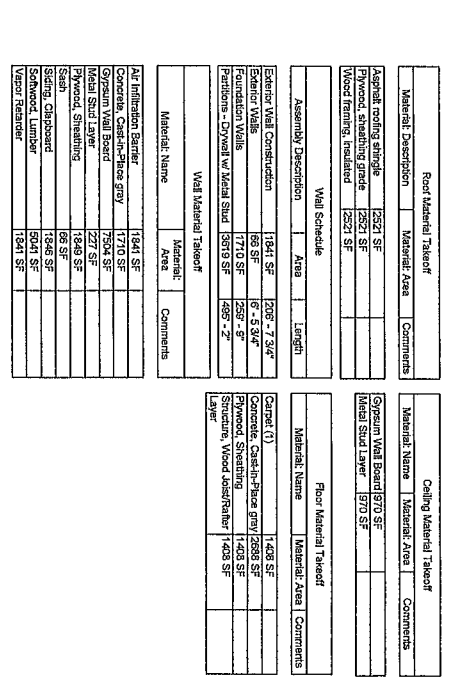 Roof Material Takeoff
Material: Description Material: Area Comments
Asphalt roofing shingle 2521 SF
Plywood, sheathing grade 2521 SF
Wood framing, insulated 2521 SF
Wall Schedule
Assembly Description Area Length
Exterior Wall Construction 1841 SF 206' - 7 3/4"
Exterior Walls 66 SF 6' - 5 3/4"
Foundation Walls 1710 SF 259' - 9"
Partitions - Drywall w/ Metal Stud 3619 SF 495' - 2"
Wall Material Takeoff
Material: Name Material: Area Comments
Air Infiltration Barrier 1841 SF
Concrete, Cast-in-Place gray 1710 SF
Gypsum Wall Board 7504 SF
Metal Stud Layer 227 SF
Plywood, Sheathing 1849 SF
Sash 66 SF
Siding, Clapboard 1846 SF
Softwood, Lumber 5041 SF
Vapor Retarder 1841 SF
Ceiling Material Takeoff
Material: Name Material: Area Comments
Gypsum Wall Board 970 SF
Metal Stud Layer 970 SF
Floor Material Takeoff
Material: Name Material: Area Comments
Carpet (1) 1408 SF
Concrete, Cast-in-Place gray 2688 SF
Plywood, Sheathing 1408 SF
Structure, Wood Joist/Rafter 1408 SF
Layer